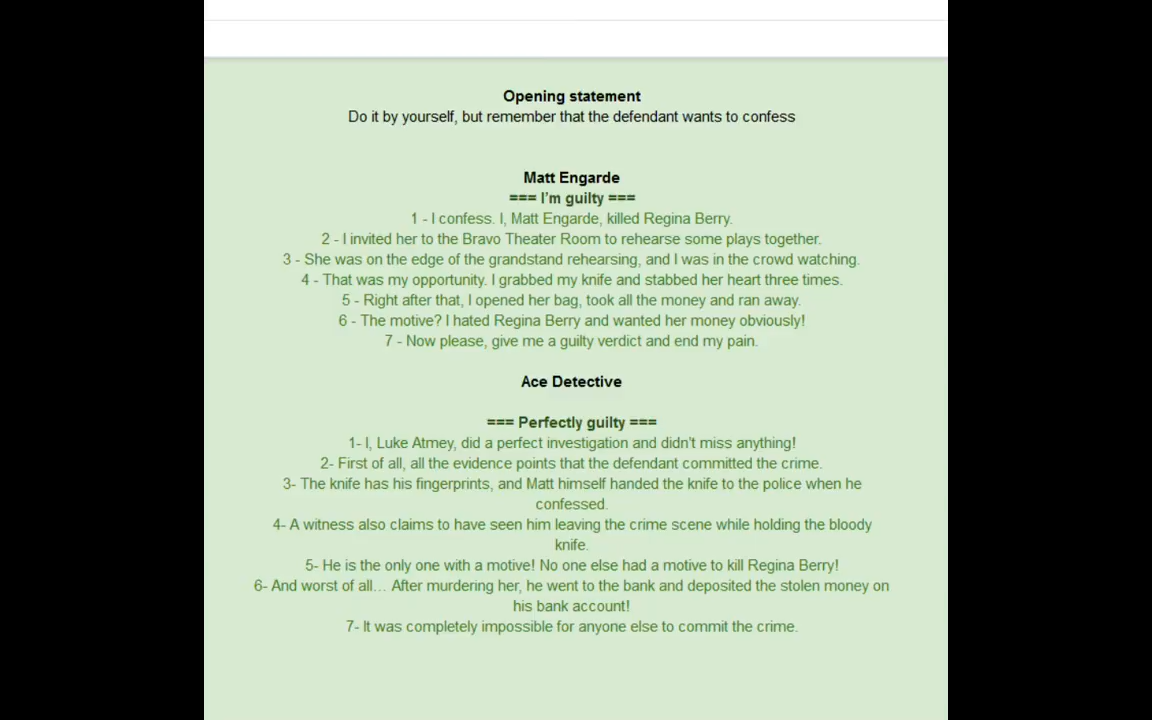 Opening statement
Do it by yourself, but remember that the defendant wants to confess
Matt Engarde
=== I'm guilty ===
1 - I confess. I, Matt Engarde, killed Regina Berry.
2 - I invited her to the Bravo Theater Room to rehearse some plays together.
3 - She was on the edge of the grandstand rehearsing, and I was in the crowd watching.
4 - That was my opportunity. I grabbed my knife and stabbed her heart three times.
5 - Right after that, I opened her bag, took all the money and ran away.
6 - The motive? I hated Regina Berry and wanted her money obviously!
7 - Now please, give me a guilty verdict and end my pain.
Ace Detective
=== Perfectly guilty ===
1- I, Luke Atmey, did a perfect investigation and didn't miss anything!
2- First of all, all the evidence points that the defendant committed the crime.
3- The knife has his fingerprints, and Matt himself handed the knife to the police when he
confessed.
4- A witness also claims to have seen him leaving the crime scene while holding the bloody
knife.
5- He is the only one with a motive! No one else had a motive to kill Regina Berry!
6- And worst of all… After murdering her, he went to the bank and deposited the stolen money on
his bank account!
7- It was completely impossible for anyone else to commit the crime.